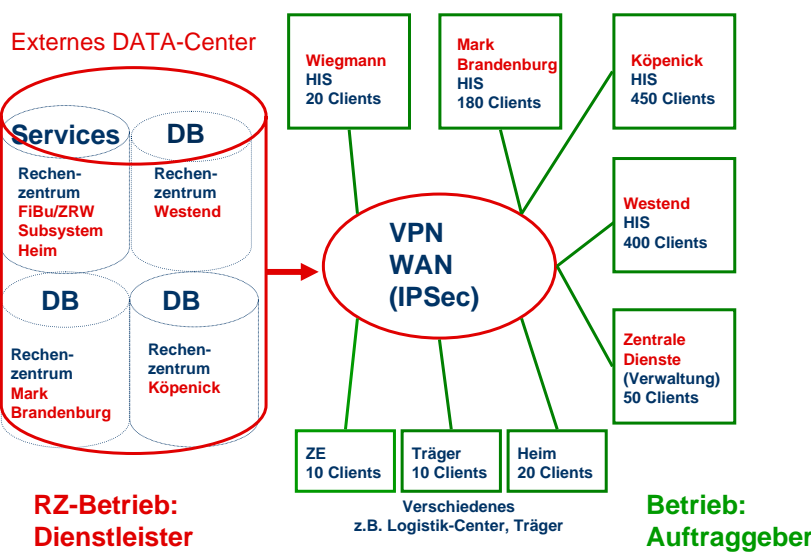 Externes DATA-Center
Services
Rechen-
zentrum
FiBu/ZRW
Subsystem
Heim
DB
Rechen-
zentrum
Westend
DB
Rechen-
zentrum
Mark
Brandenburg
DB
Rechen-
zentrum
Köpenick
VPN
WAN
(IPSec)
Wiegmann
HIS
20 Clients
Mark
Brandenburg
HIS
180 Clients
Köpenick
HIS
450 Clients
Westend
HIS
400 Clients
Zentrale
Dienste
(Verwaltung)
50 Clients
ZE
10 Clients
Träger
10 Clients
Heim
20 Clients
Verschiedenes
z.B. Logistik-Center, Träger
RZ-Betrieb:
Dienstleister
Betrieb:
Auftraggeber